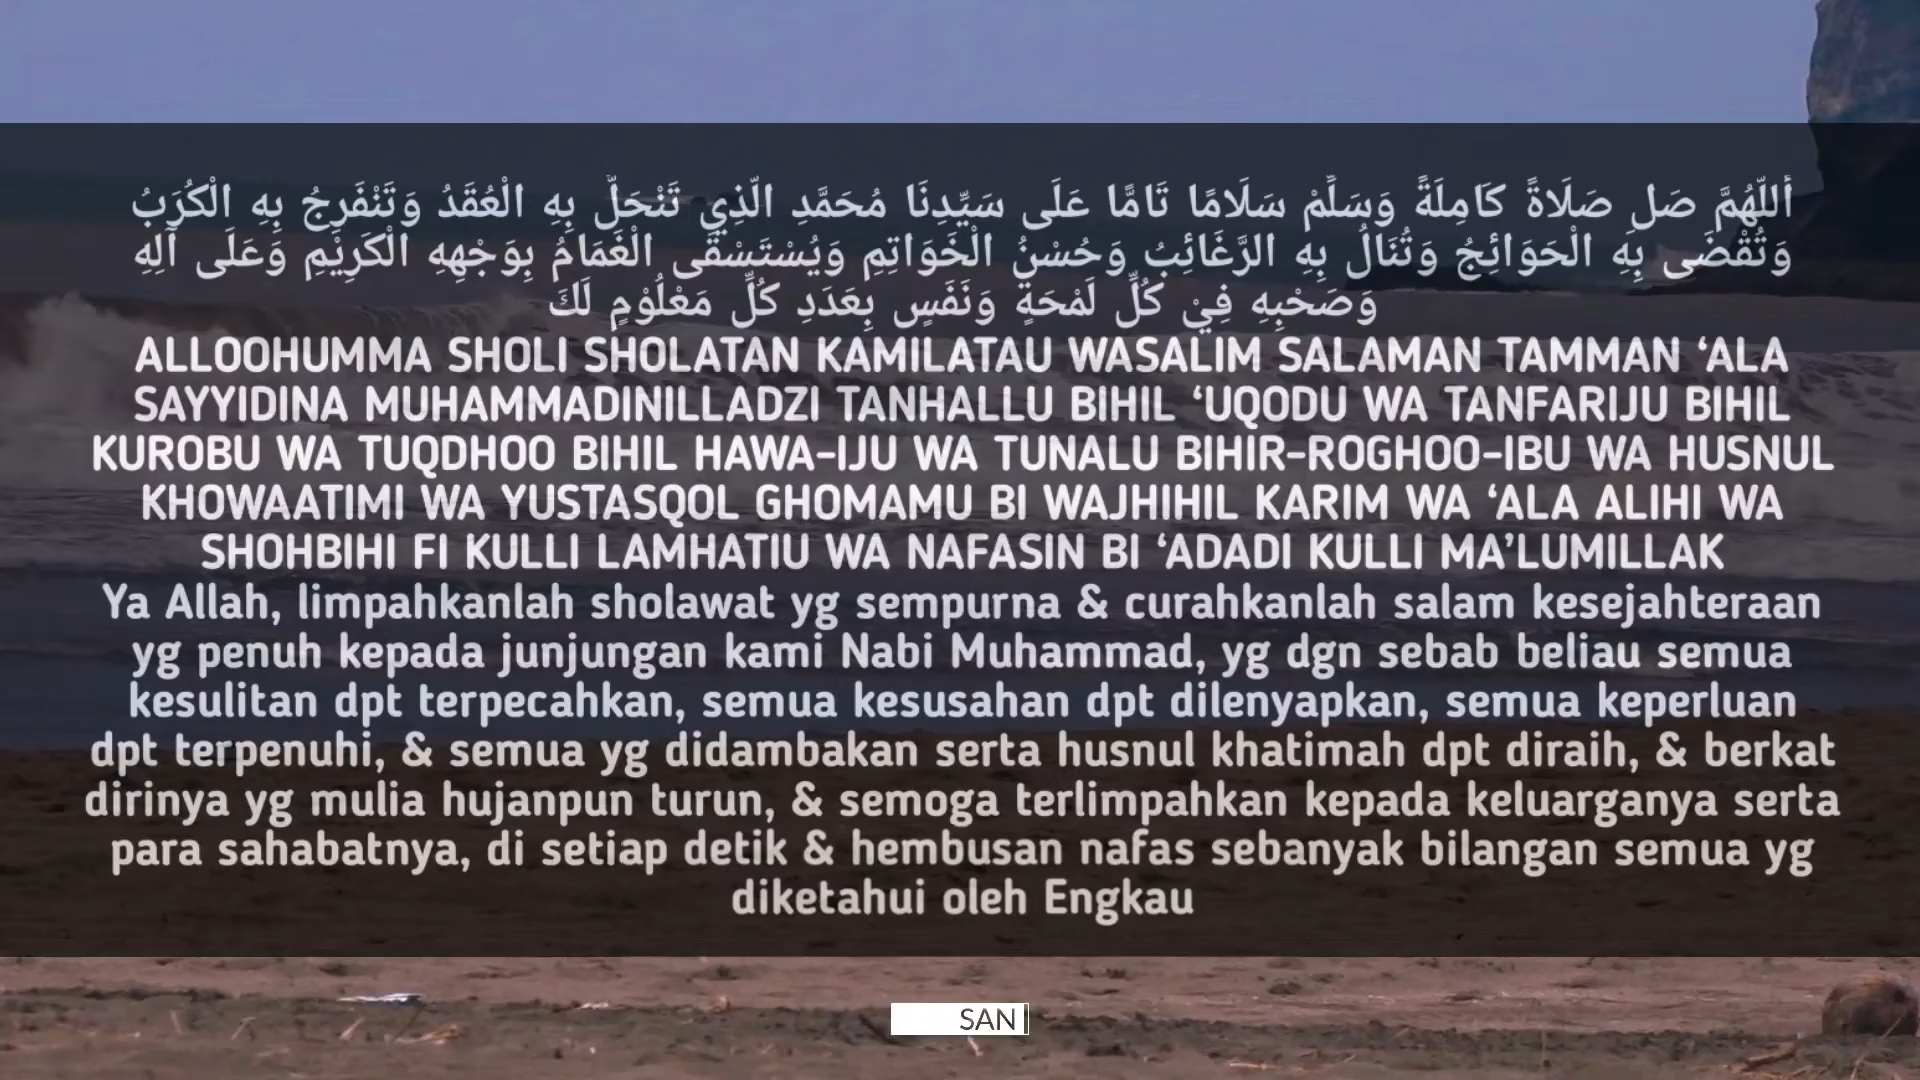 أَللّٰهُمَّ صَلِ صَلَاةً كَامِلَةً وَسَلِّمْ سَلَامًا تَامًّا عَلَى سَيِّدِنَا مُحَمَّدِ الّذِي تَنْحَلّ بِهِ الْعُقَدُ وَتَنْفَرِجُ بِهِ الْكُرَبُ
وَتُقْضَى بِهِ الْحَوَائِجُ وَتُنَالُ بِهِ الرَّغَائِبُ وَحُسْنُ الْخَوَاتِمِ وَيُسْتَسْقَى الْغَمَامُ بِوَجْهِهِ الْكَرِيْمِ وَعَلَى آلِهِ
وَصَحْبِهِ فِيْ كُلِّ لَمْحَةٍ وَنَفَسٍ بِعَدَدِ كُلِّ مَعْلُوْمٍ لَكَ
ALLOOHUMMA SHOLI SHOLATAN KAMILATAU WASALIM SALAMAN TAMMAN ‘ALA
SAYYIDINA MUHAMMADINILLADZI TANHALLU BIHIL ‘UQODU WA TANFARIJU BIHIL
KUROBU WA TUQDHOO BIHIL HAWA-IJU WA TUNALU BIHIR-ROGHOO-IBU WA HUSNUL
KHOWAATIMI WA YUSTASQOL GHOMAMU BI WAJHIHIL KARIM WA ‘ALA ALIHI WA
SHOHBIHI FI KULLI LAMHATIU WA NAFASIN BI ‘ADADI KULLI MA’LUMILLAK
Ya Allah, limpahkanlah sholawat yg sempurna & curahkanlah salam kesejahteraan
yg penuh kepada junjungan kami Nabi Muhammad, yg dgn sebab beliau semua
kesulitan dpt terpecahkan, semua kesusahan dpt dilenyapkan, semua keperluan
dpt terpenuhi, & semua yg didambakan serta husnul khatimah dpt diraih, & berkat
dirinya yg mulia hujanpun turun, & semoga terlimpahkan kepada keluarganya serta
para sahabatnya, di setiap detik & hembusan nafas sebanyak bilangan semua yg
diketahui oleh Engkau
SAN